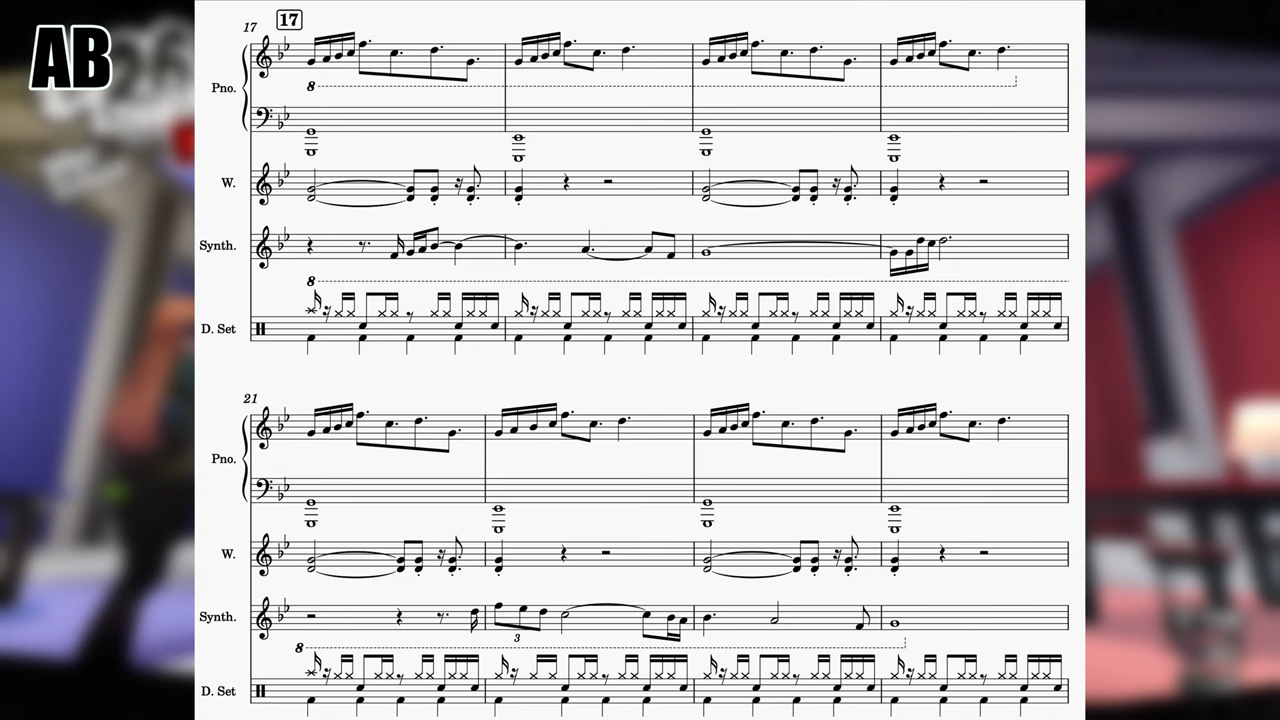 AB
17
17
Pno.
8
W.
Synth.
8
D. Set
21
Pno.
W.
Synth.
3
8
D. Set